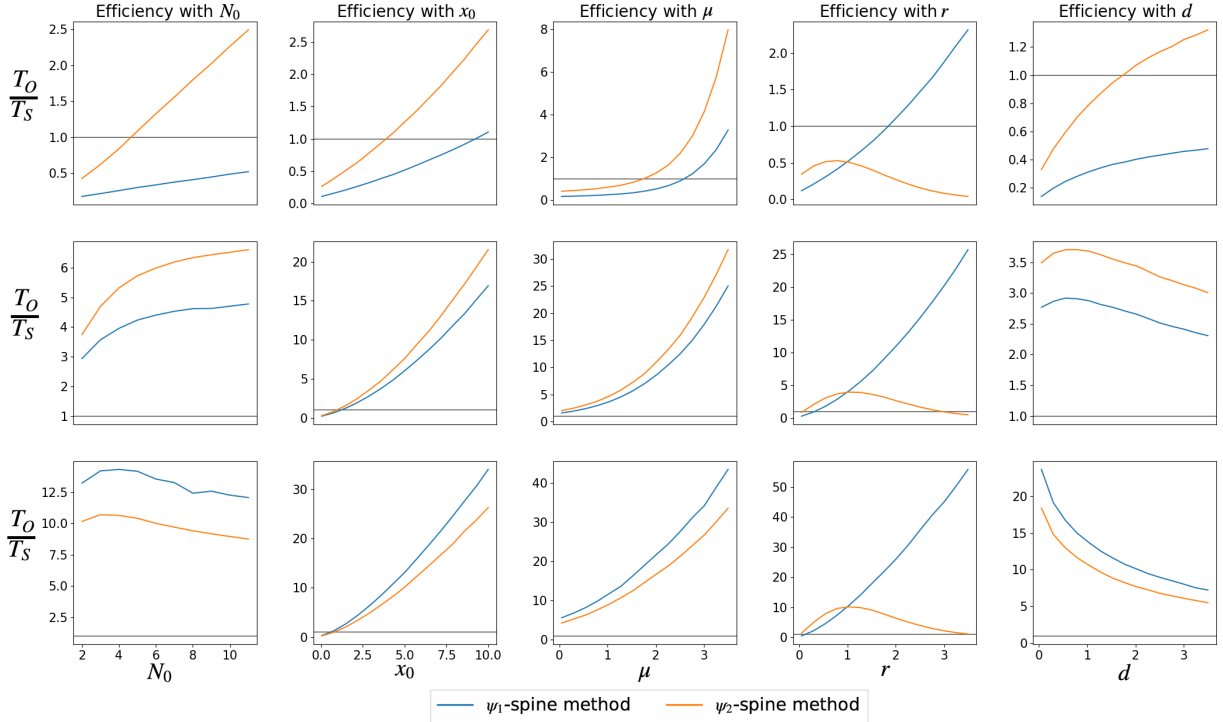 Efficiency with N₀ Efficiency with x₀ Efficiency with μ Efficiency with r Efficiency with d
T_O/T_S
2.5 2.0 1.5 1.0 0.5
2.5 2.0 1.5 1.0 0.5 0.0
8 6 4 2 0
2.0 1.5 1.0 0.5 0.0
1.2 1.0 0.8 0.6 0.4 0.2
T_O/T_S
6 5 4 3 2 1
20 15 10 5 0
30 25 20 15 10 5 0
25 20 15 10 5 0
3.5 3.0 2.5 2.0 1.5 1.0
T_O/T_S
12.5 10.0 7.5 5.0 2.5
30 20 10 0
40 30 20 10 0
50 40 30 20 10 0
20 15 10 5 0
2 4 6 8 10 0.0 2.5 5.0 7.5 10.0 0 1 2 3 0 1 2 3 0 1 2 3
N₀ x₀ μ r d
ψ₁-spine method ψ₂-spine method